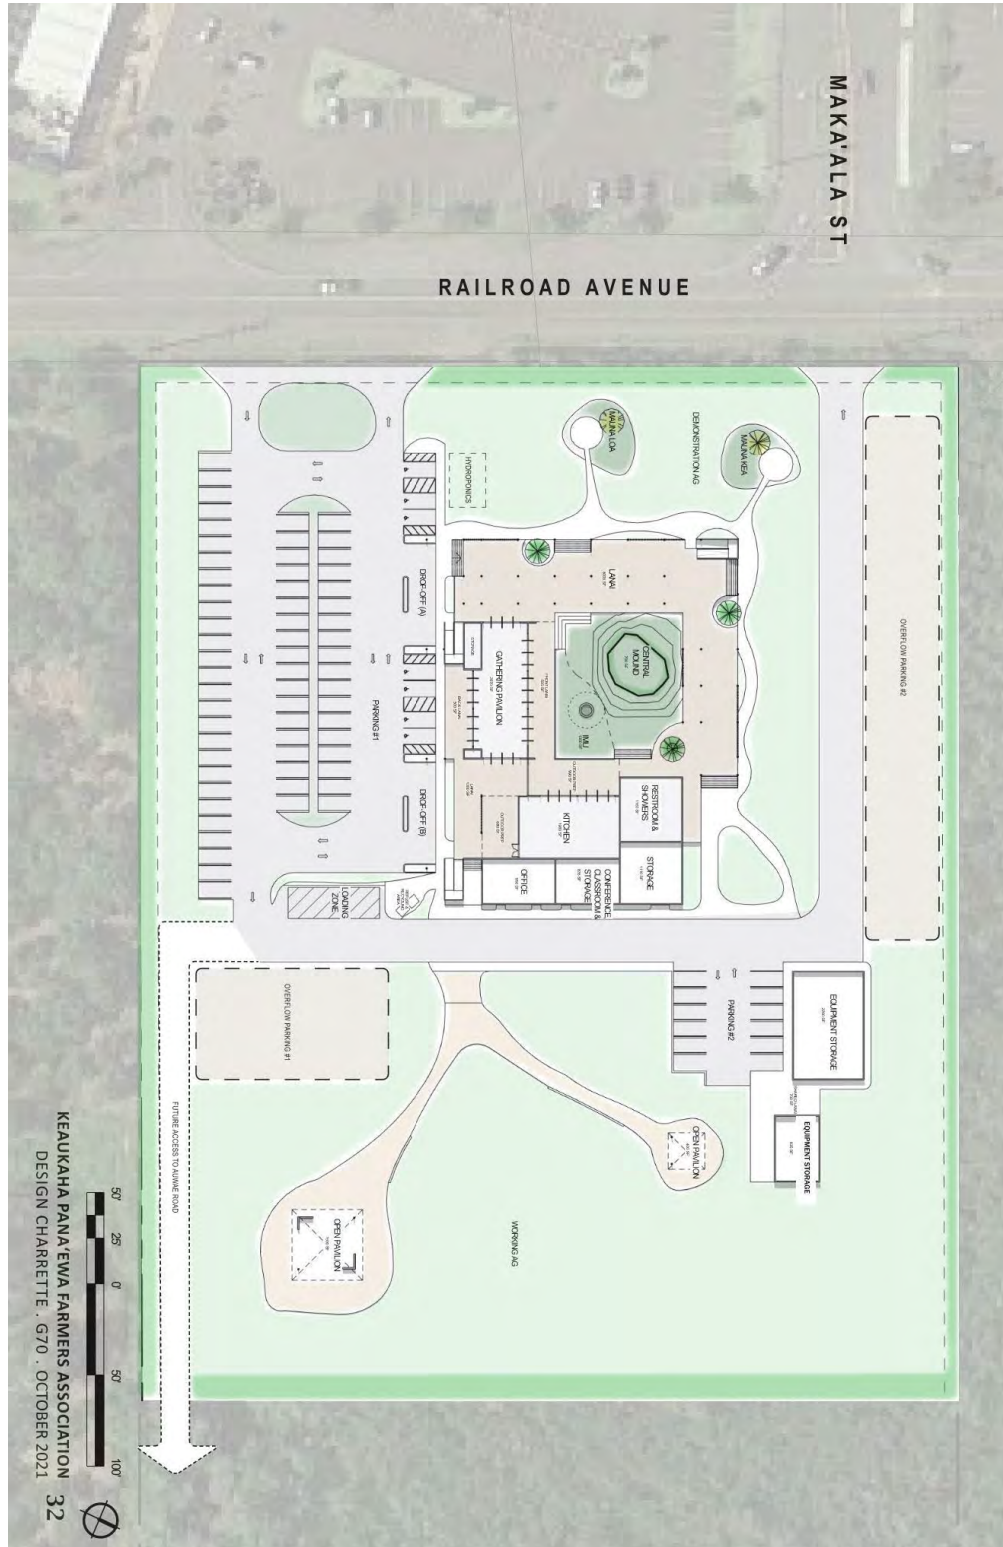 MAKA'ALA ST
RAILROAD AVENUE
MAUNA LOA
DEMONSTRATION AG
MAUNA KEA
HYDROPONICS
OVERFLOW PARKING #2
LANAI
CENTRAL
MOUND
IMU
DROP-OFF (A)
STORAGE
GATHERING PAVILION
PARKING #1
DROP-OFF (B)
LANAI
KITCHEN
RESTROOM &
SHOWERS
STORAGE
OFFICE
CONFERENCE,
CLASSROOM &
STORAGE
LOADING
ZONE
OVERFLOW PARKING #1
PARKING #2
EQUIPMENT STORAGE
EQUIPMENT STORAGE
OPEN PAVILION
OPEN PAVILION
WORKING AG
FUTURE ACCESS TO AUWAE ROAD
50' 25' 0' 50' 100'
KEAUKAHA PANA'EWA FARMERS ASSOCIATION
DESIGN CHARRETTE . G70 . OCTOBER 2021
32